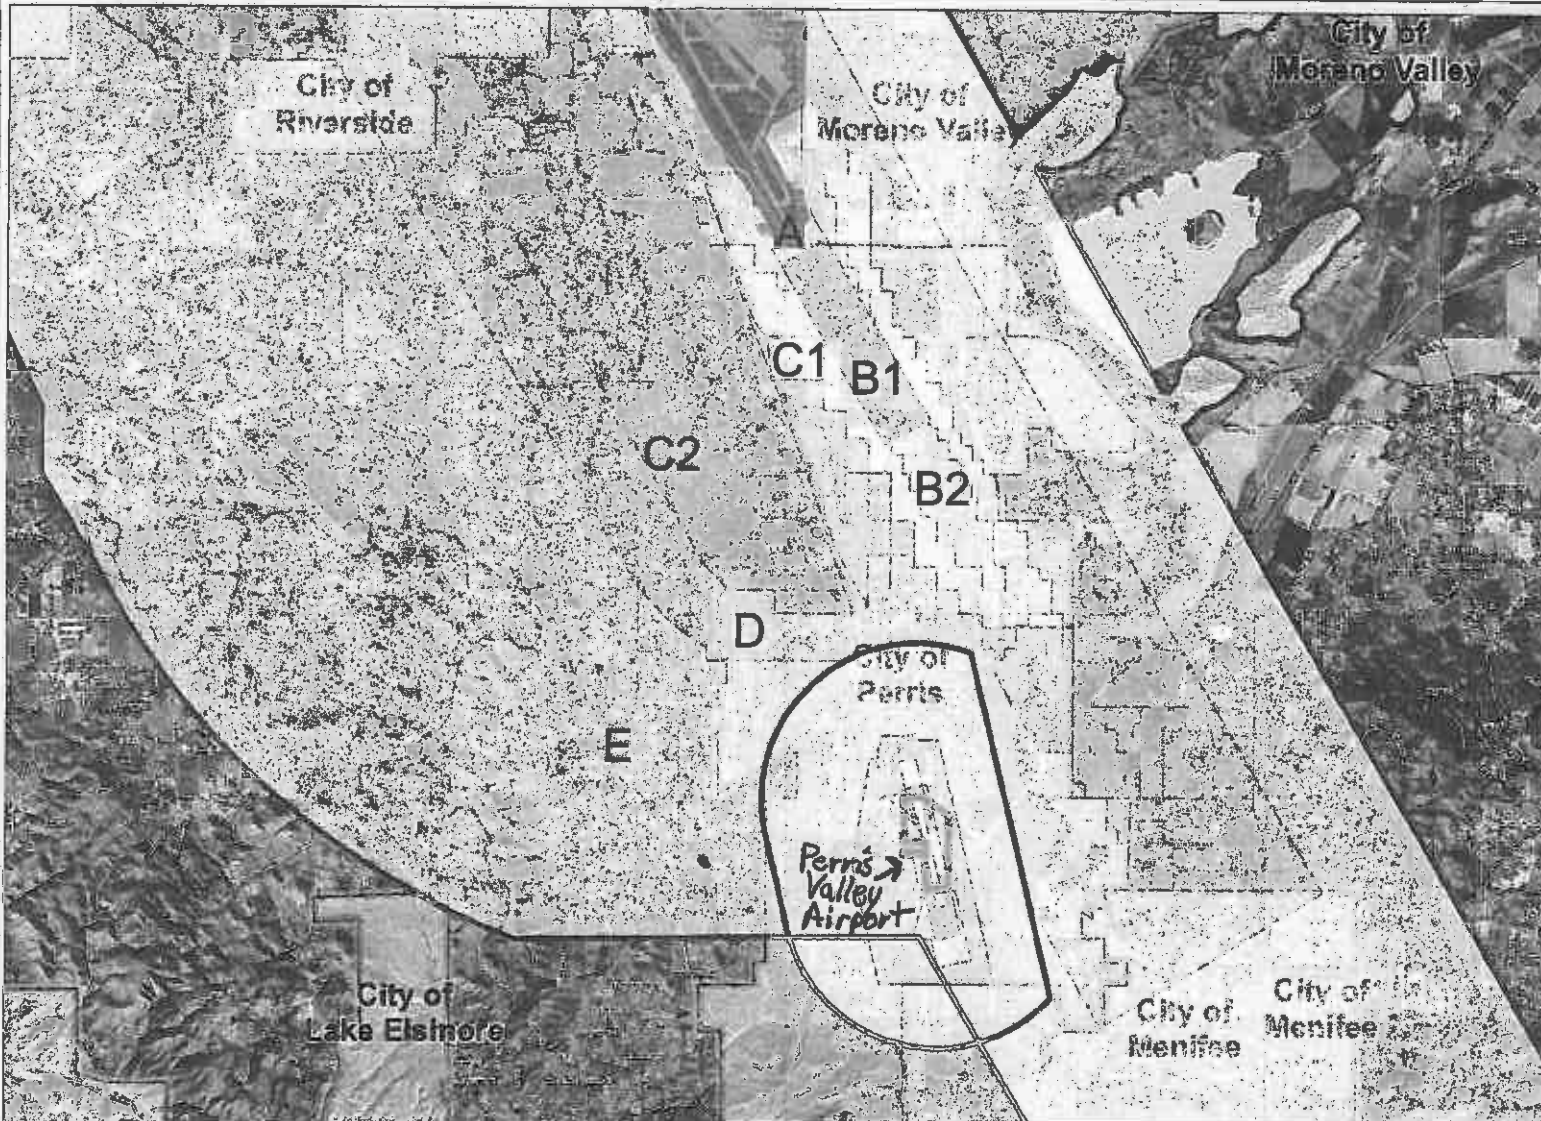 City of
Riverside
City of
Moreno Valley
City of
Moreno Valley
A
C1
B1
C2
B2
D
City of
Perris
E
Perris
Valley
Airport
City of
Lake Elsinore
City of
Menifee
City of
Menifee